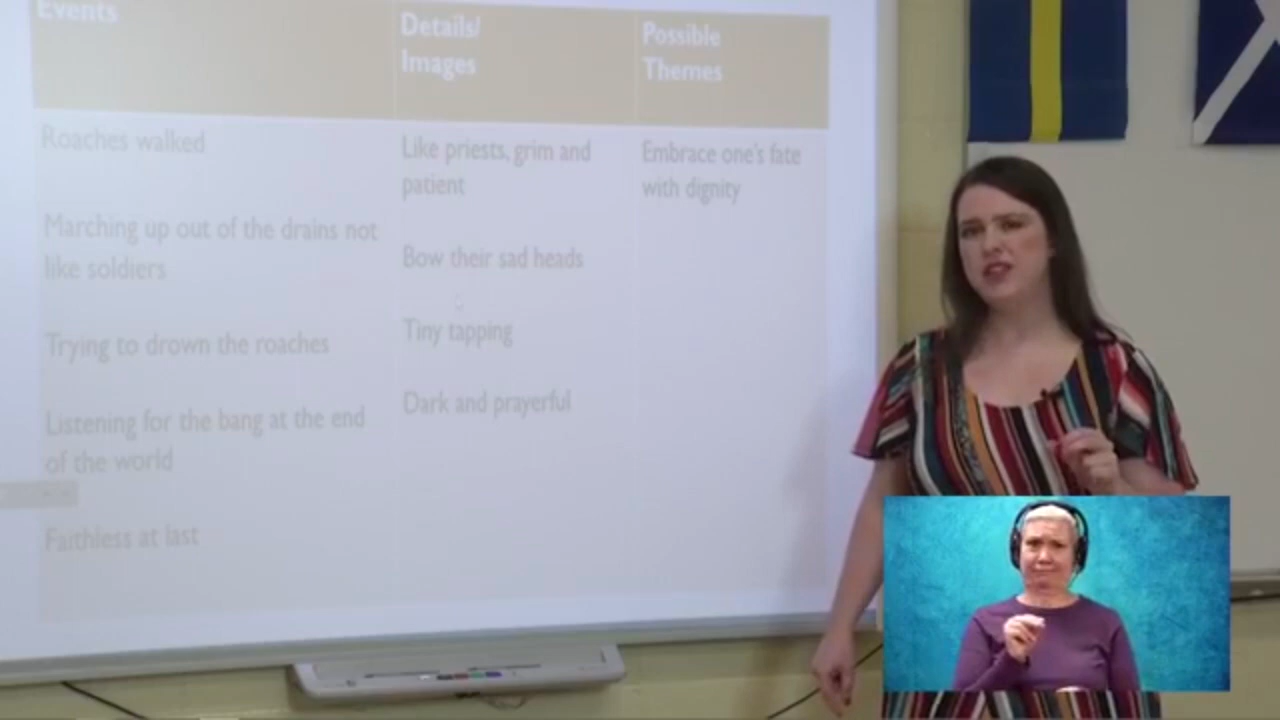 Events
Details/
Images
Possible
Themes
Roaches walked
Like priests, grim and
patient
Embrace one's fate
with dignity
Marching up out of the drains not
like soldiers
Bow their sad heads
Trying to drown the roaches
Tiny tapping
Listening for the bang at the end
of the world
Dark and prayerful
Faithless at last